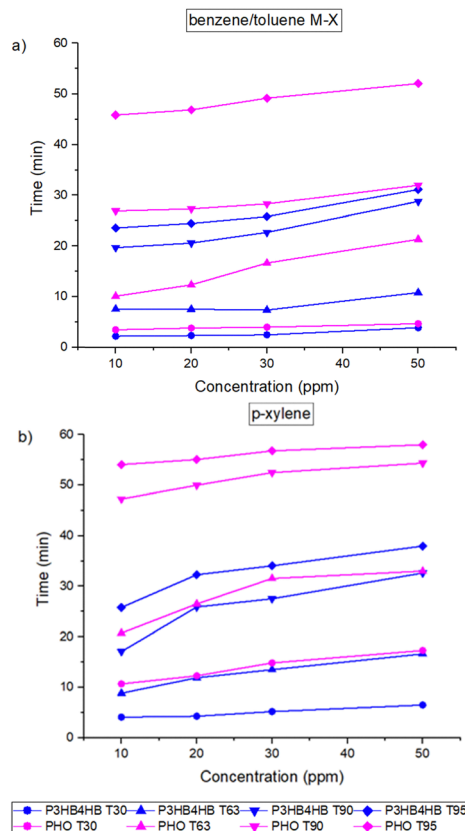 benzene/toluene M-X
a)
60
50
40
30
20
10
0
Time (min)
10 20 30 40 50
Concentration (ppm)
p-xylene
b)
60
50
40
30
20
10
0
Time (min)
10 20 30 40 50
Concentration (ppm)
P3HB4HB T30 P3HB4HB T63 P3HB4HB T90 P3HB4HB T95
PHO T30 PHO T63 PHO T90 PHO T95